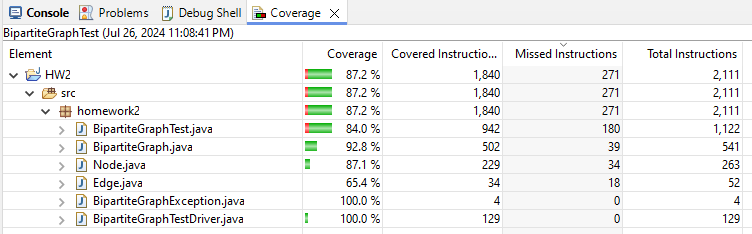 Console Problems Debug Shell Coverage
BipartiteGraphTest (Jul 26, 2024 11:08:41 PM)
Element Coverage Covered Instructio... Missed Instructions Total Instructions
HW2 87.2 % 1,840 271 2,111
src 87.2 % 1,840 271 2,111
homework2 87.2 % 1,840 271 2,111
BipartiteGraphTest.java 84.0 % 942 180 1,122
BipartiteGraph.java 92.8 % 502 39 541
Node.java 87.1 % 229 34 263
Edge.java 65.4 % 34 18 52
BipartiteGraphException.java 100.0 % 4 0 4
BipartiteGraphTestDriver.java 100.0 % 129 0 129